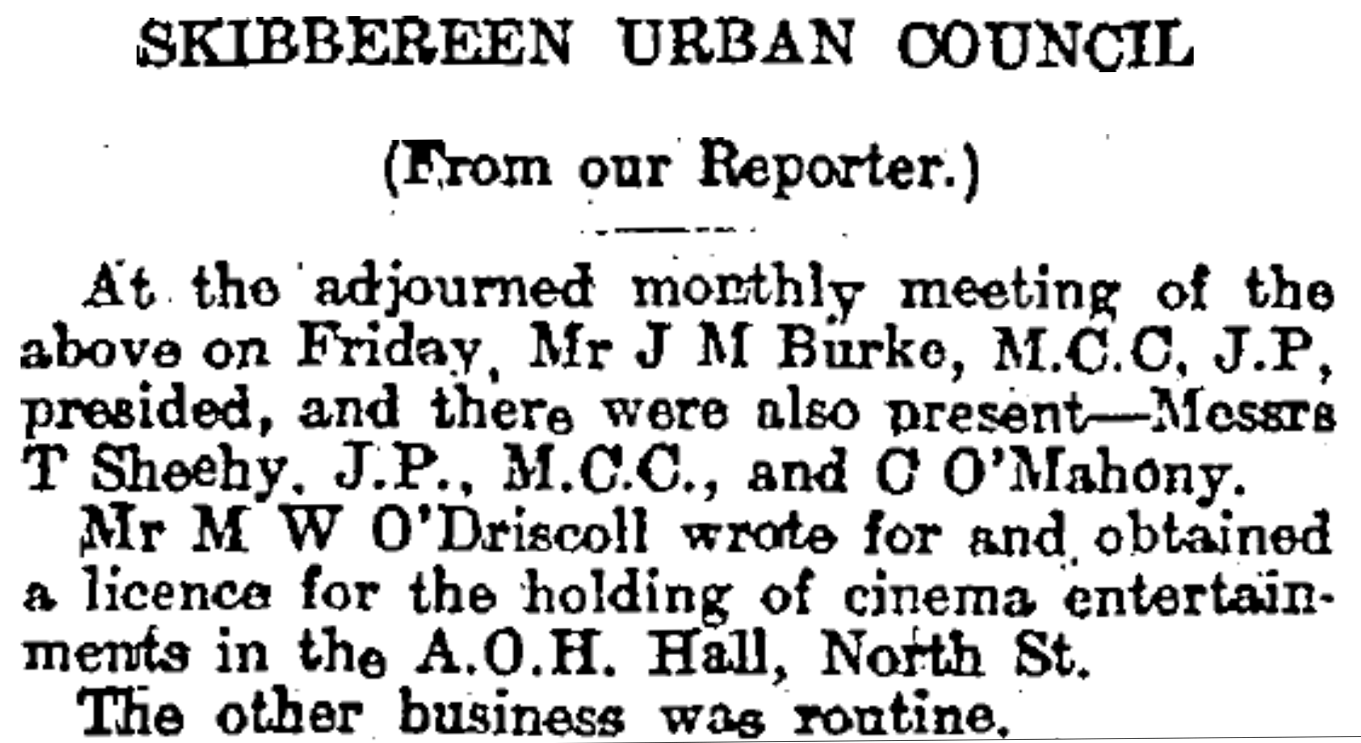 SKIBBEREEN URBAN COUNCIL
(From our Reporter.)
At the adjourned monthly meeting of the
above on Friday, Mr J M Burke, M.C.C, J.P,
presided, and there were also present—Messrs
T Sheehy, J.P., M.C.C., and C O'Mahony.
Mr M W O'Driscoll wrote for and obtained
a licence for the holding of cinema entertain-
ments in the A.O.H. Hall, North St.
The other business was routine.